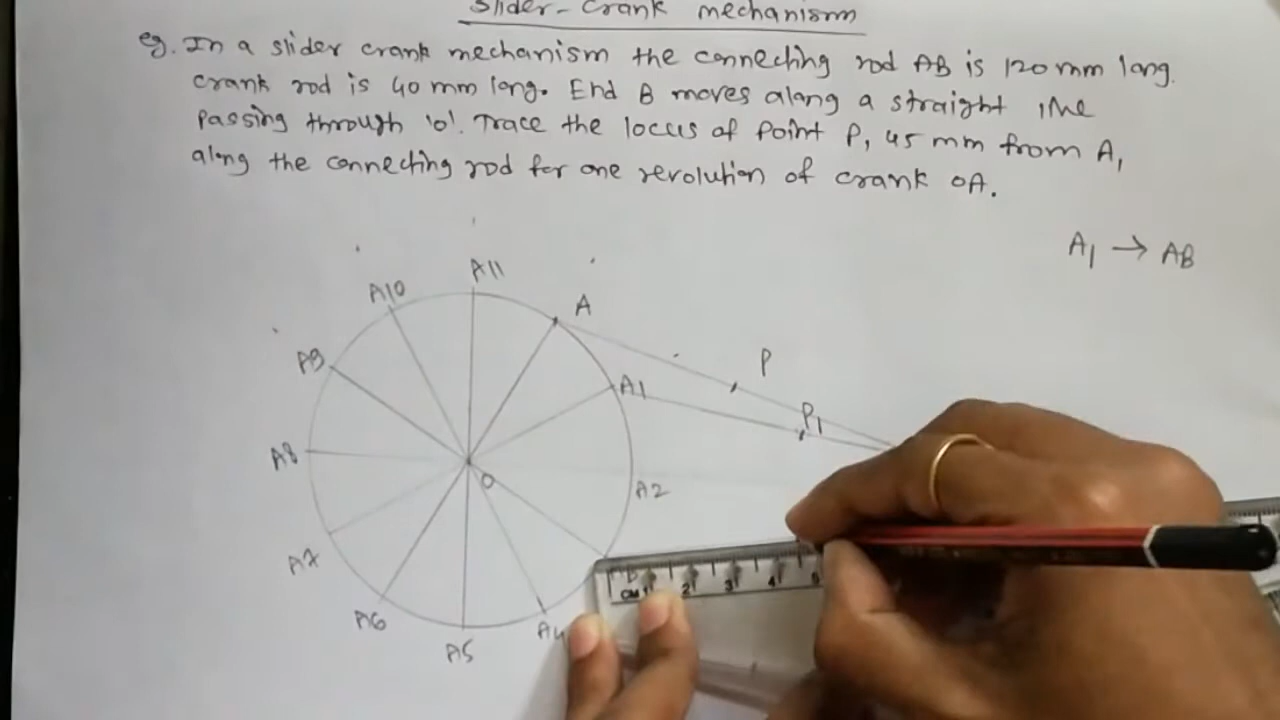 Slider-Crank mechanism
eg. In a slider crank mechanism the connecting rod AB is 120 mm long.
crank rod is 40 mm long. End B moves along a straight line
passing through 'o'. Trace the locus of point P, 45 mm from A,
along the connecting rod for one revolution of crank OA.
A1 → AB
A11
A10
A
A9
P
A1
P1
A8
O
A2
A7
A6
A5
A4
CM 1 2 3 4 5